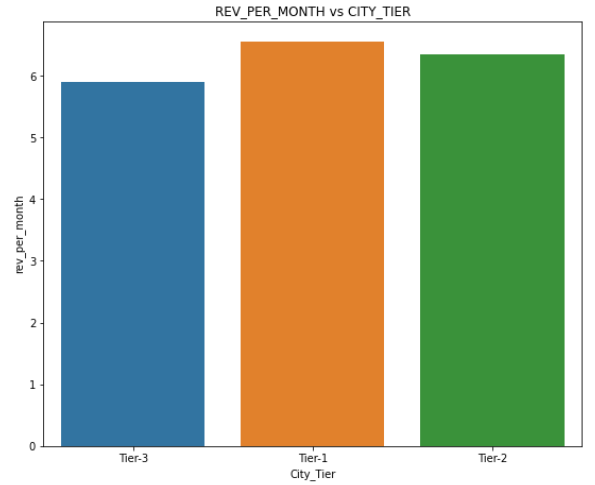 REV_PER_MONTH vs CITY_TIER
6
5
4
3
2
1
0
rev_per_month
Tier-3 Tier-1 Tier-2
City_Tier